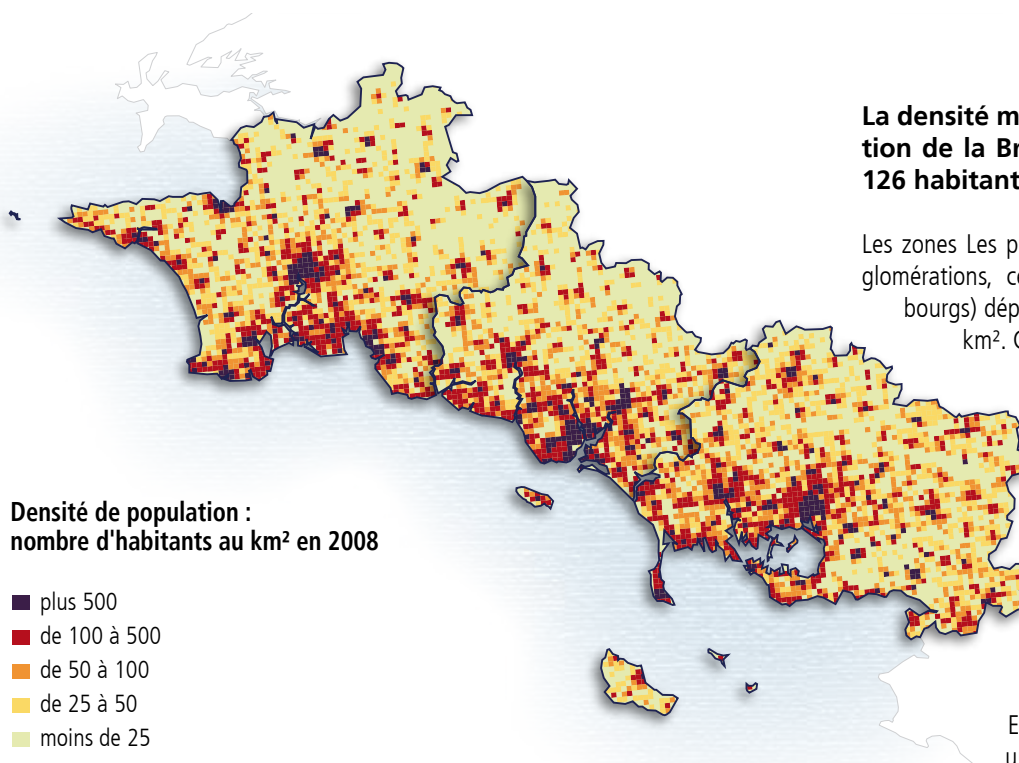 La densité m
tion de la Br
126 habitant
Les zones Les p
glomérations, c
bourgs) dép
km². C
Densité de population :
nombre d'habitants au km² en 2008
plus 500
de 100 à 500
de 50 à 100
de 25 à 50
moins de 25
E
u